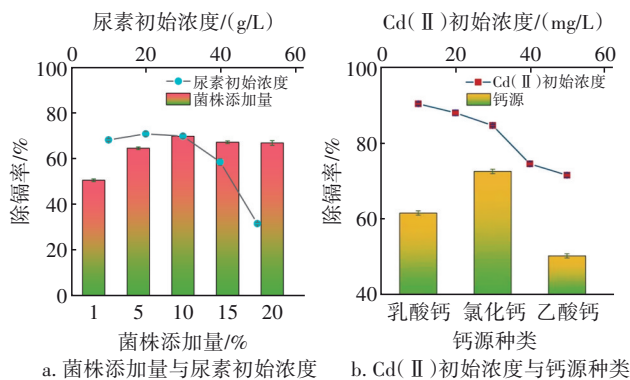 尿素初始浓度/(g/L)
0 20 40 60
100
80
60
40
20
0
除镉率/%
尿素初始浓度
菌株添加量
1 5 10 15 20
菌株添加量/%
a. 菌株添加量与尿素初始浓度
Cd(Ⅱ)初始浓度/(mg/L)
0 20 40 60
100
80
60
40
除镉率/%
Cd(Ⅱ)初始浓度
钙源
乳酸钙 氯化钙 乙酸钙
钙源种类
b. Cd(Ⅱ)初始浓度与钙源种类